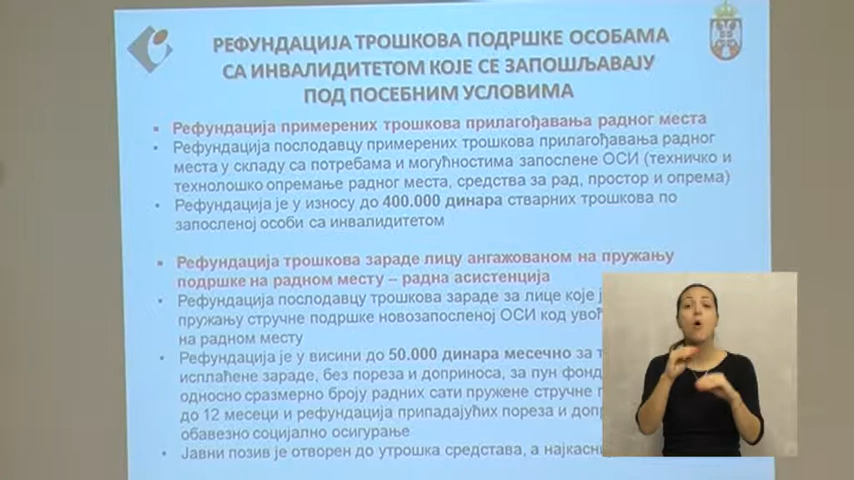 РЕФУНДАЦИЈА ТРОШКОВА ПОДРШКЕ ОСОБАМА
СА ИНВАЛИДИТЕТОМ КОЈЕ СЕ ЗАПОШЉАВАЈУ
ПОД ПОСЕБНИМ УСЛОВИМА
Рефундација примерених трошкова прилагођавања радног места
Рефундација послодавцу примерених трошкова прилагођавања радног
места у складу са потребама и могућностима запослене ОСИ (техничко и
технолошко опремање радног места, средства за рад, простор и опрема)
Рефундација је у износу до 400.000 динара стварних трошкова по
запосленој особи са инвалидитетом
Рефундација трошкова зараде лицу ангажованом на пружању
подршке на радном месту – радна асистенција
Рефундација послодавцу трошкова зараде за лице које
пружању стручне подршке новозапосленој ОСИ код
на радном месту
Рефундација је у висини до 50.000 динара месечно за
исплаћене зараде, без пореза и доприноса, за пун
односно сразмерно броју радних сати пружене стручне
до 12 месеци и рефундација припадајућих пореза и
обавезно социјално осигурање
Јавни позив је отворен до утрошка средстава, а